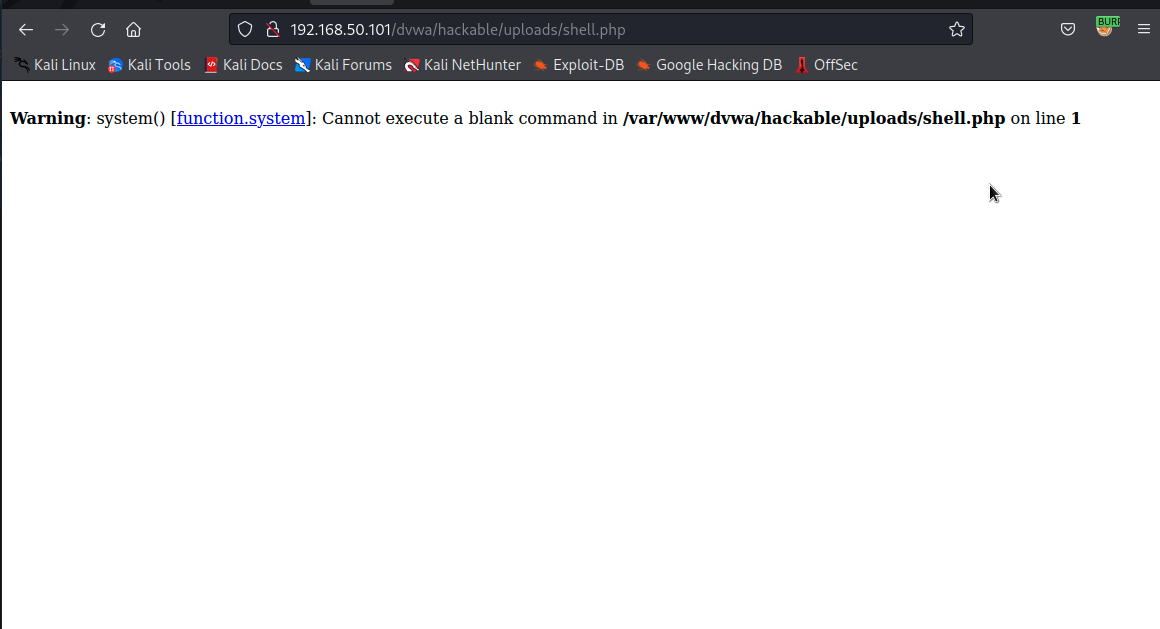 BURP
192.168.50.101/dvwa/hackable/uploads/shell.php
Kali Linux Kali Tools Kali Docs Kali Forums Kali NetHunter Exploit-DB Google Hacking DB OffSec
Warning: system() [function.system]: Cannot execute a blank command in /var/www/dvwa/hackable/uploads/shell.php on line 1